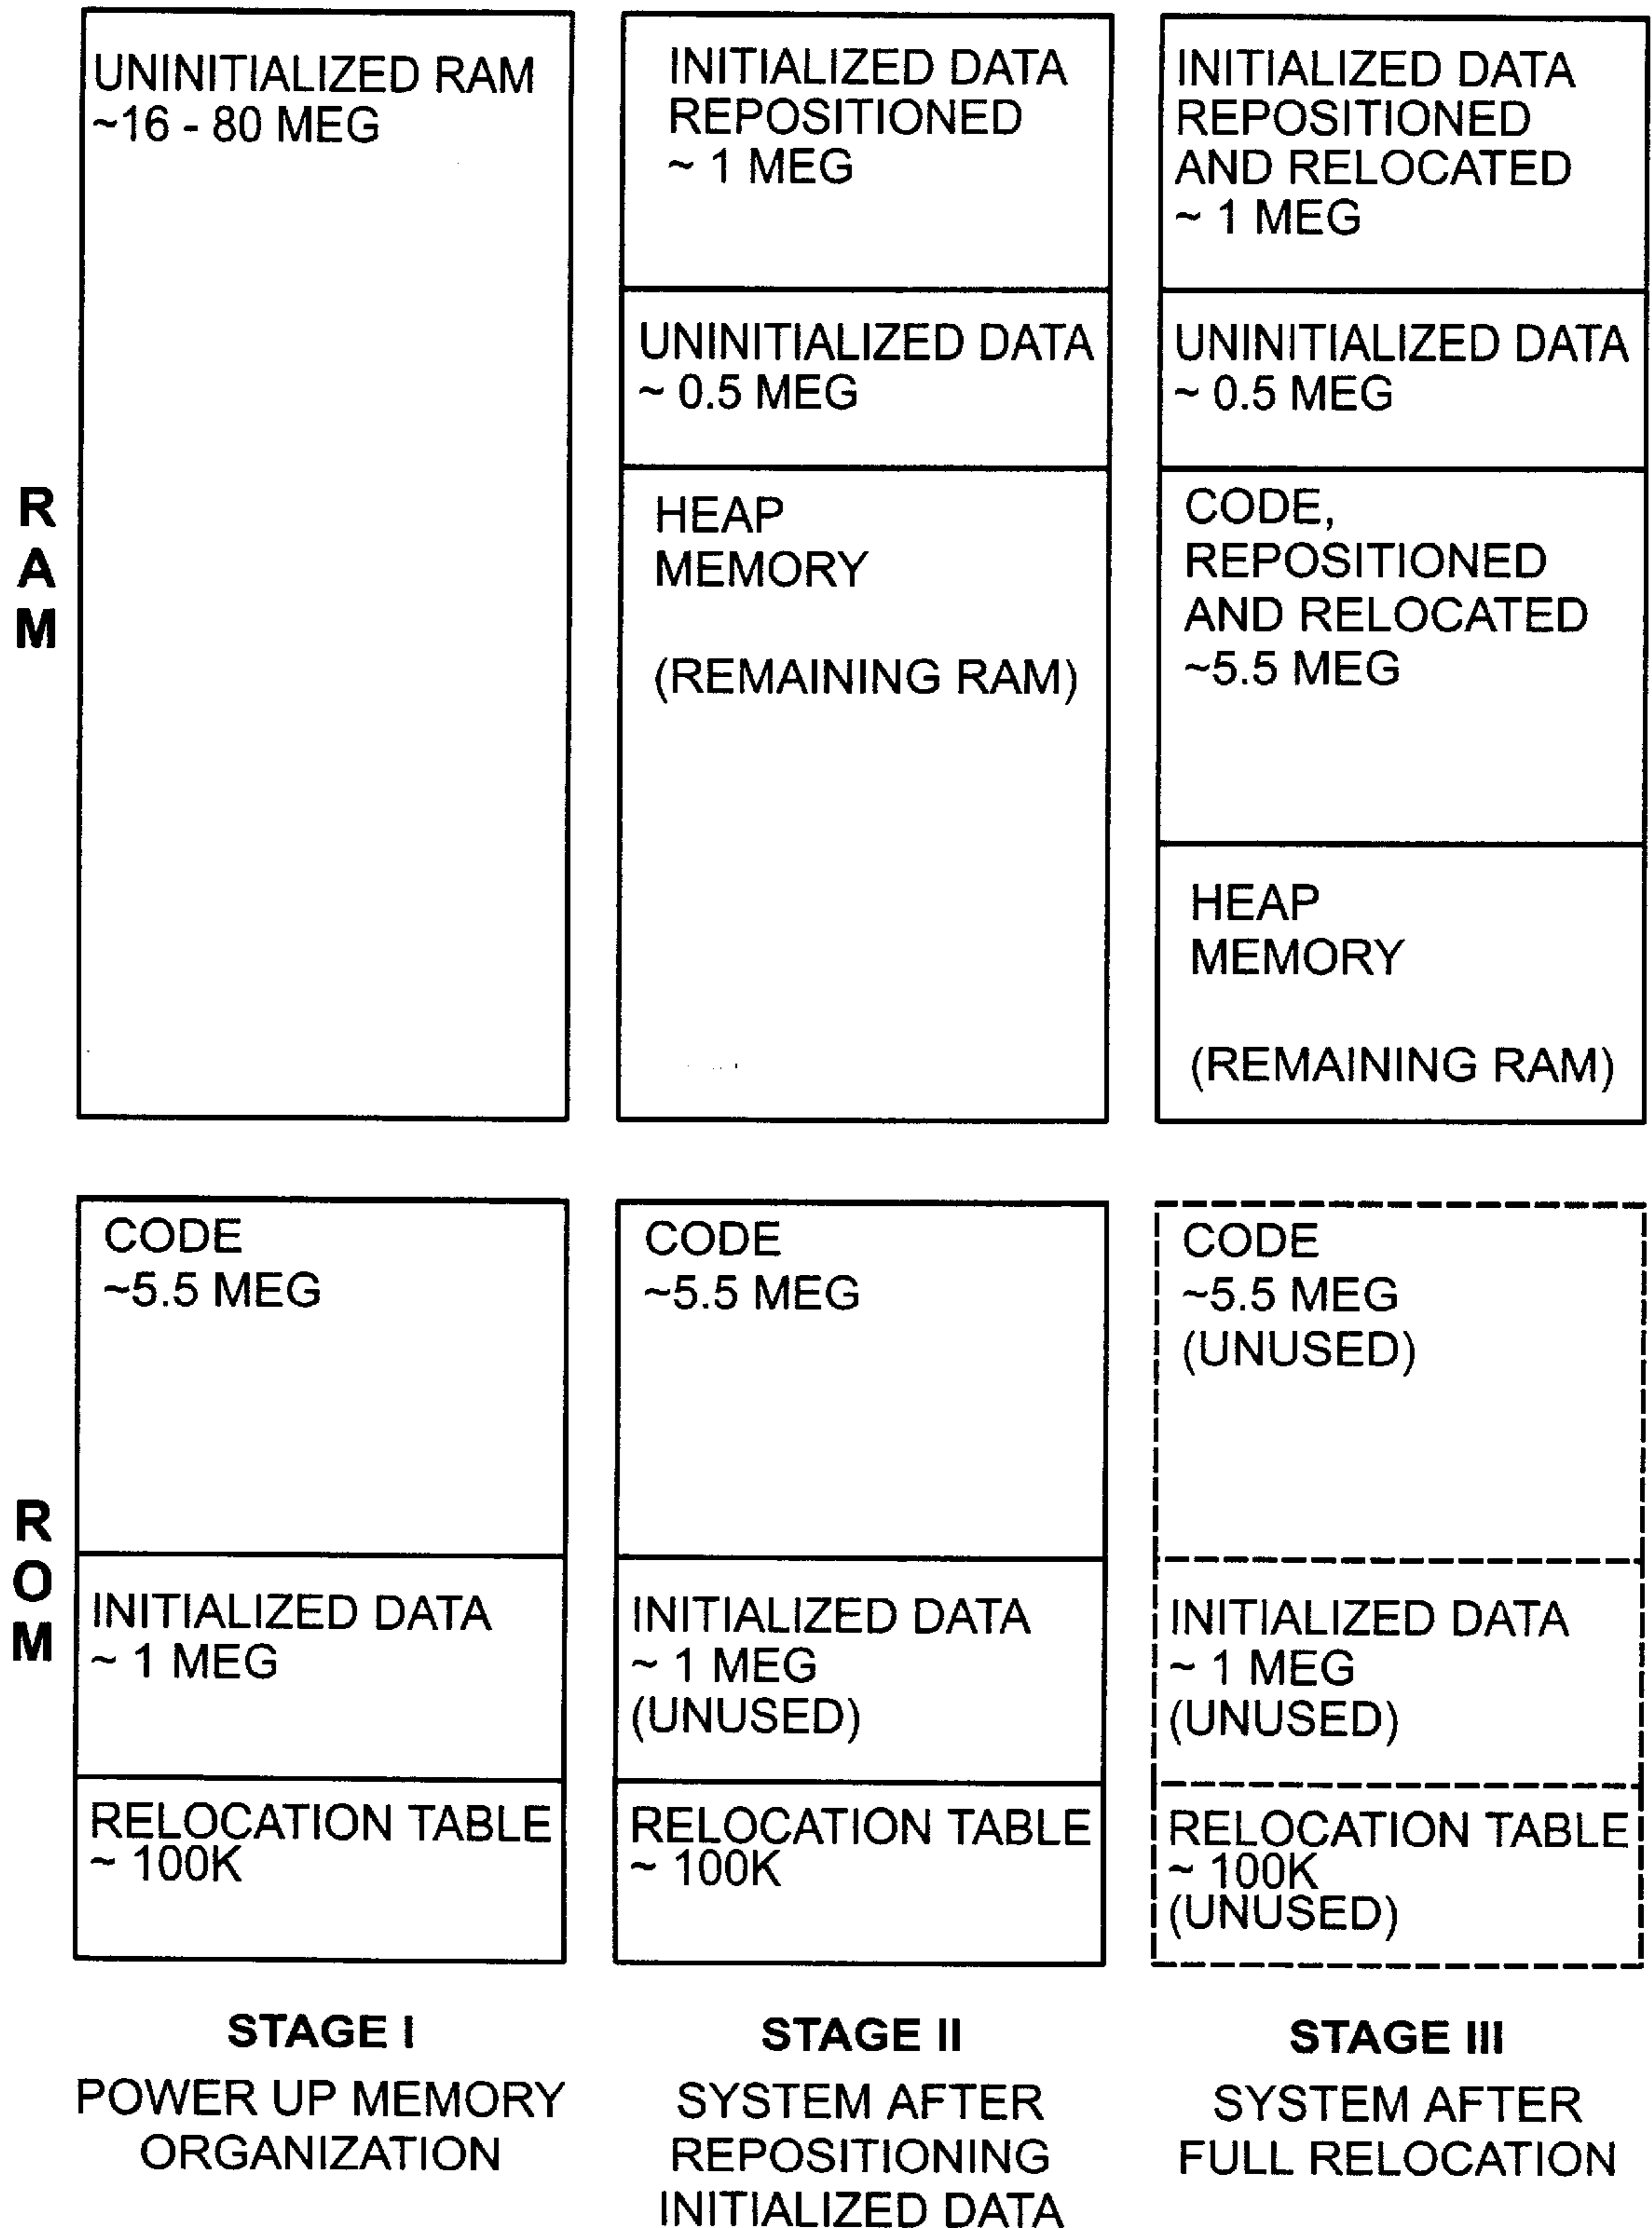 RAM
UNINITIALIZED RAM
~16 - 80 MEG
INITIALIZED DATA
REPOSITIONED
~ 1 MEG
UNINITIALIZED DATA
~ 0.5 MEG
HEAP
MEMORY
(REMAINING RAM)
INITIALIZED DATA
REPOSITIONED
AND RELOCATED
~ 1 MEG
UNINITIALIZED DATA
~ 0.5 MEG
CODE,
REPOSITIONED
AND RELOCATED
~5.5 MEG
HEAP
MEMORY
(REMAINING RAM)
ROM
CODE
~5.5 MEG
INITIALIZED DATA
~ 1 MEG
RELOCATION TABLE
~ 100K
CODE
~5.5 MEG
INITIALIZED DATA
~ 1 MEG
(UNUSED)
RELOCATION TABLE
~ 100K
CODE
~5.5 MEG
(UNUSED)
INITIALIZED DATA
~ 1 MEG
(UNUSED)
RELOCATION TABLE
~ 100K
(UNUSED)
STAGE I
POWER UP MEMORY
ORGANIZATION
STAGE II
SYSTEM AFTER
REPOSITIONING
INITIALIZED DATA
STAGE III
SYSTEM AFTER
FULL RELOCATION